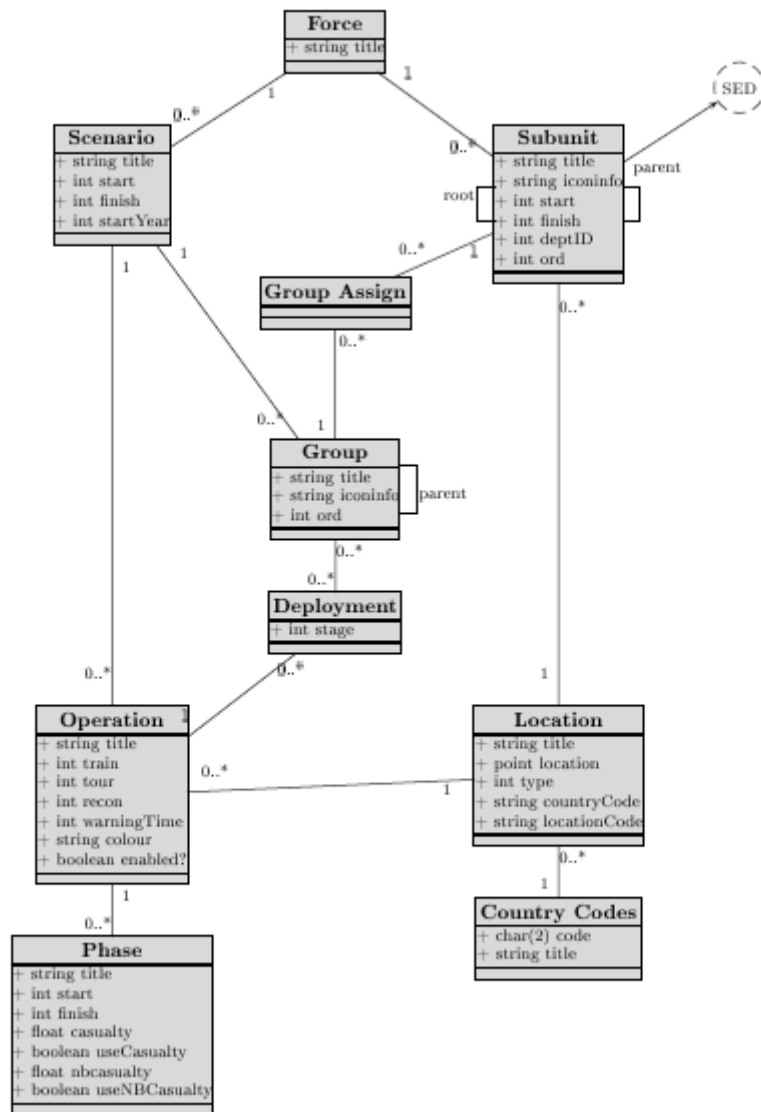 Force
+ string title
1
1
0..*
0..*
SED
Scenario
+ string title
+ int start
+ int finish
+ int startYear
Subunit
+ string title
+ string iconinfo
+ int start
+ int finish
+ int deptID
+ int ord
root
parent
1
1
0..*
1
0..*
Group Assign
0..*
0..*
1
Group
+ string title
+ string iconinfo
+ int ord
parent
0..*
0..*
Deployment
+ int stage
0..*
0..*
1
1
Operation
+ string title
+ int train
+ int tour
+ int recon
+ int warningTime
+ string colour
+ boolean enabled?
Location
+ string title
+ point location
+ int type
+ string countryCode
+ string locationCode
0..*
1
0..*
1
1
0..*
Country Codes
+ char(2) code
+ string title
Phase
+ string title
+ int start
+ int finish
+ float casualty
+ boolean useCasualty
+ float nbcasualty
+ boolean useNBCasualty